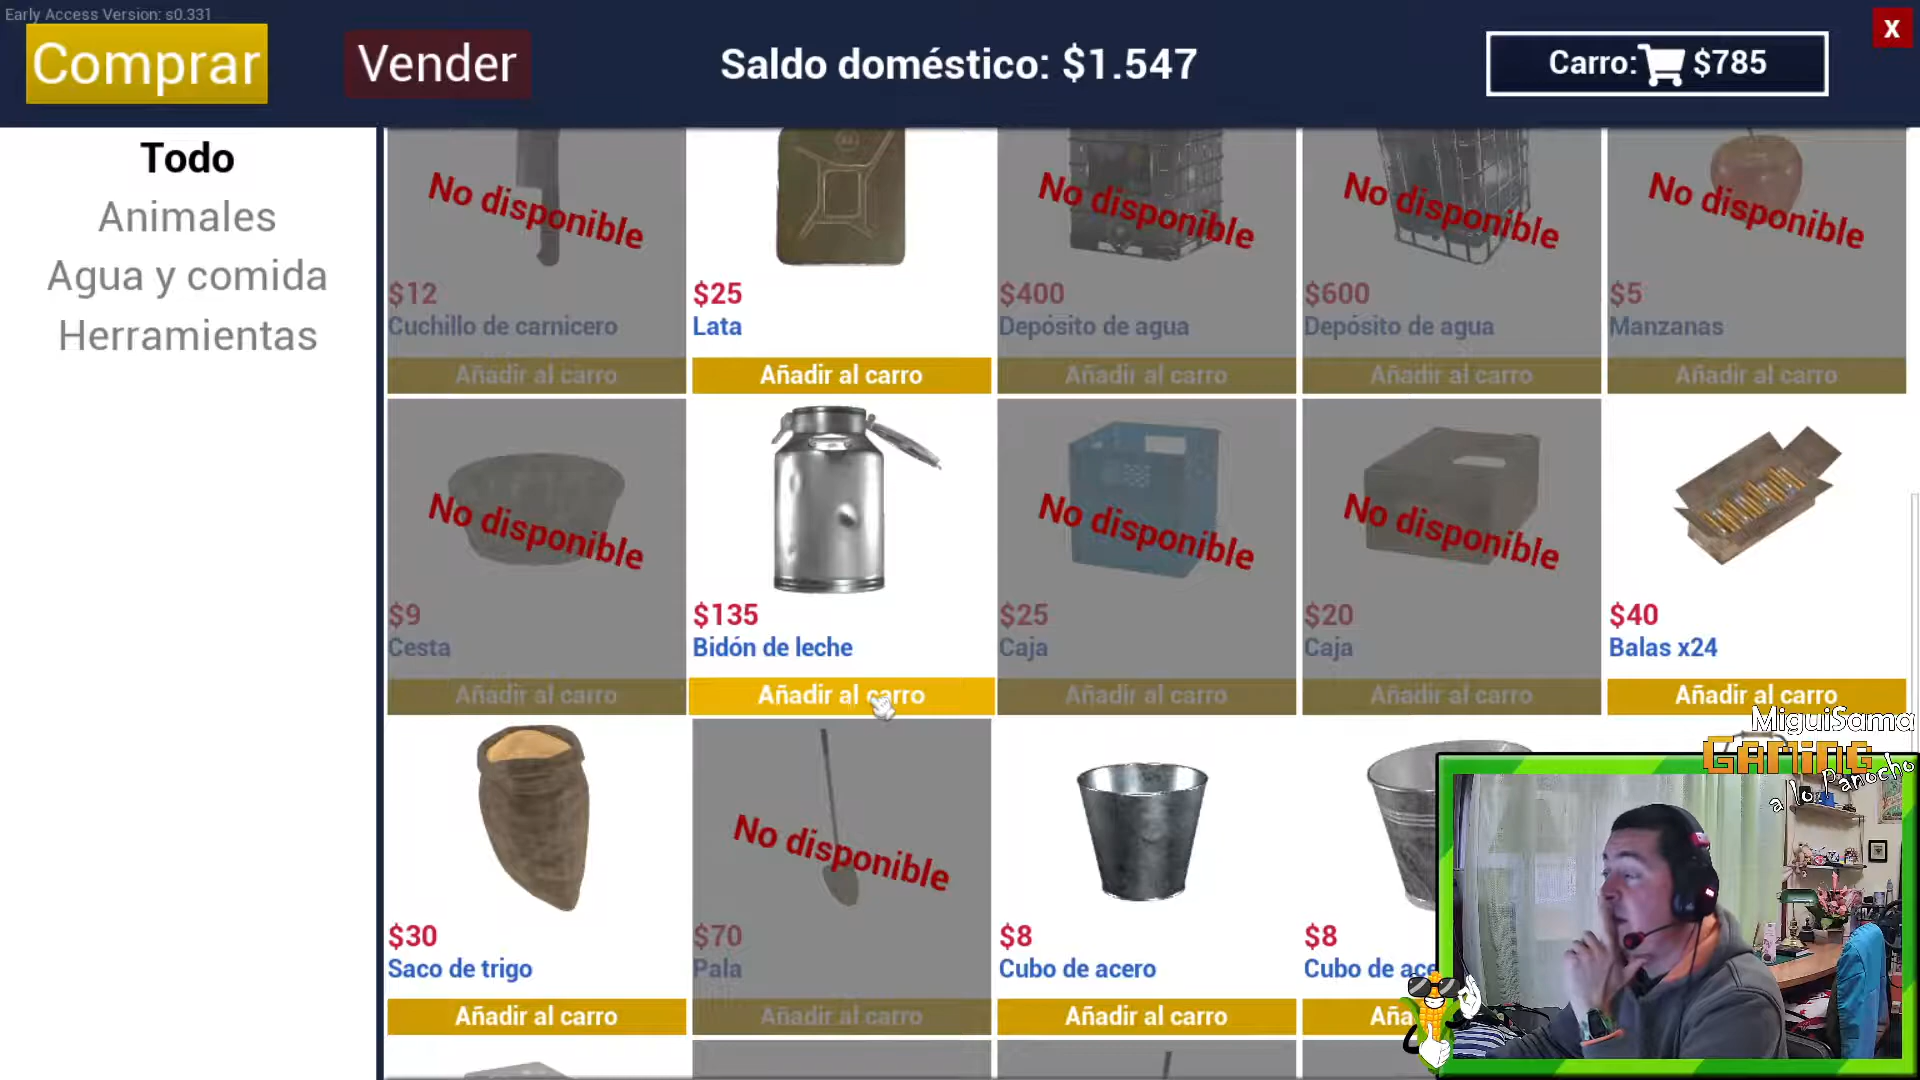 Early Access Version: s0.331
Comprar
Vender
Saldo doméstico: $1.547
Carro: $785
X
Todo
Animales
Agua y comida
Herramientas
No disponible
$12
Cuchillo de carnicero
Añadir al carro
$25
Lata
Añadir al carro
No disponible
$400
Depósito de agua
Añadir al carro
No disponible
$600
Depósito de agua
Añadir al carro
No disponible
$5
Manzanas
Añadir al carro
No disponible
$9
Cesta
Añadir al carro
$135
Bidón de leche
Añadir al carro
No disponible
$25
Caja
Añadir al carro
No disponible
$20
Caja
Añadir al carro
$40
Balas x24
Añadir al carro
$30
Saco de trigo
Añadir al carro
No disponible
$70
Pala
Añadir al carro
$8
Cubo de acero
Añadir al carro
$8
Cubo de ace
Aña
MiguiSama
GAMiNG
a lo Panocho